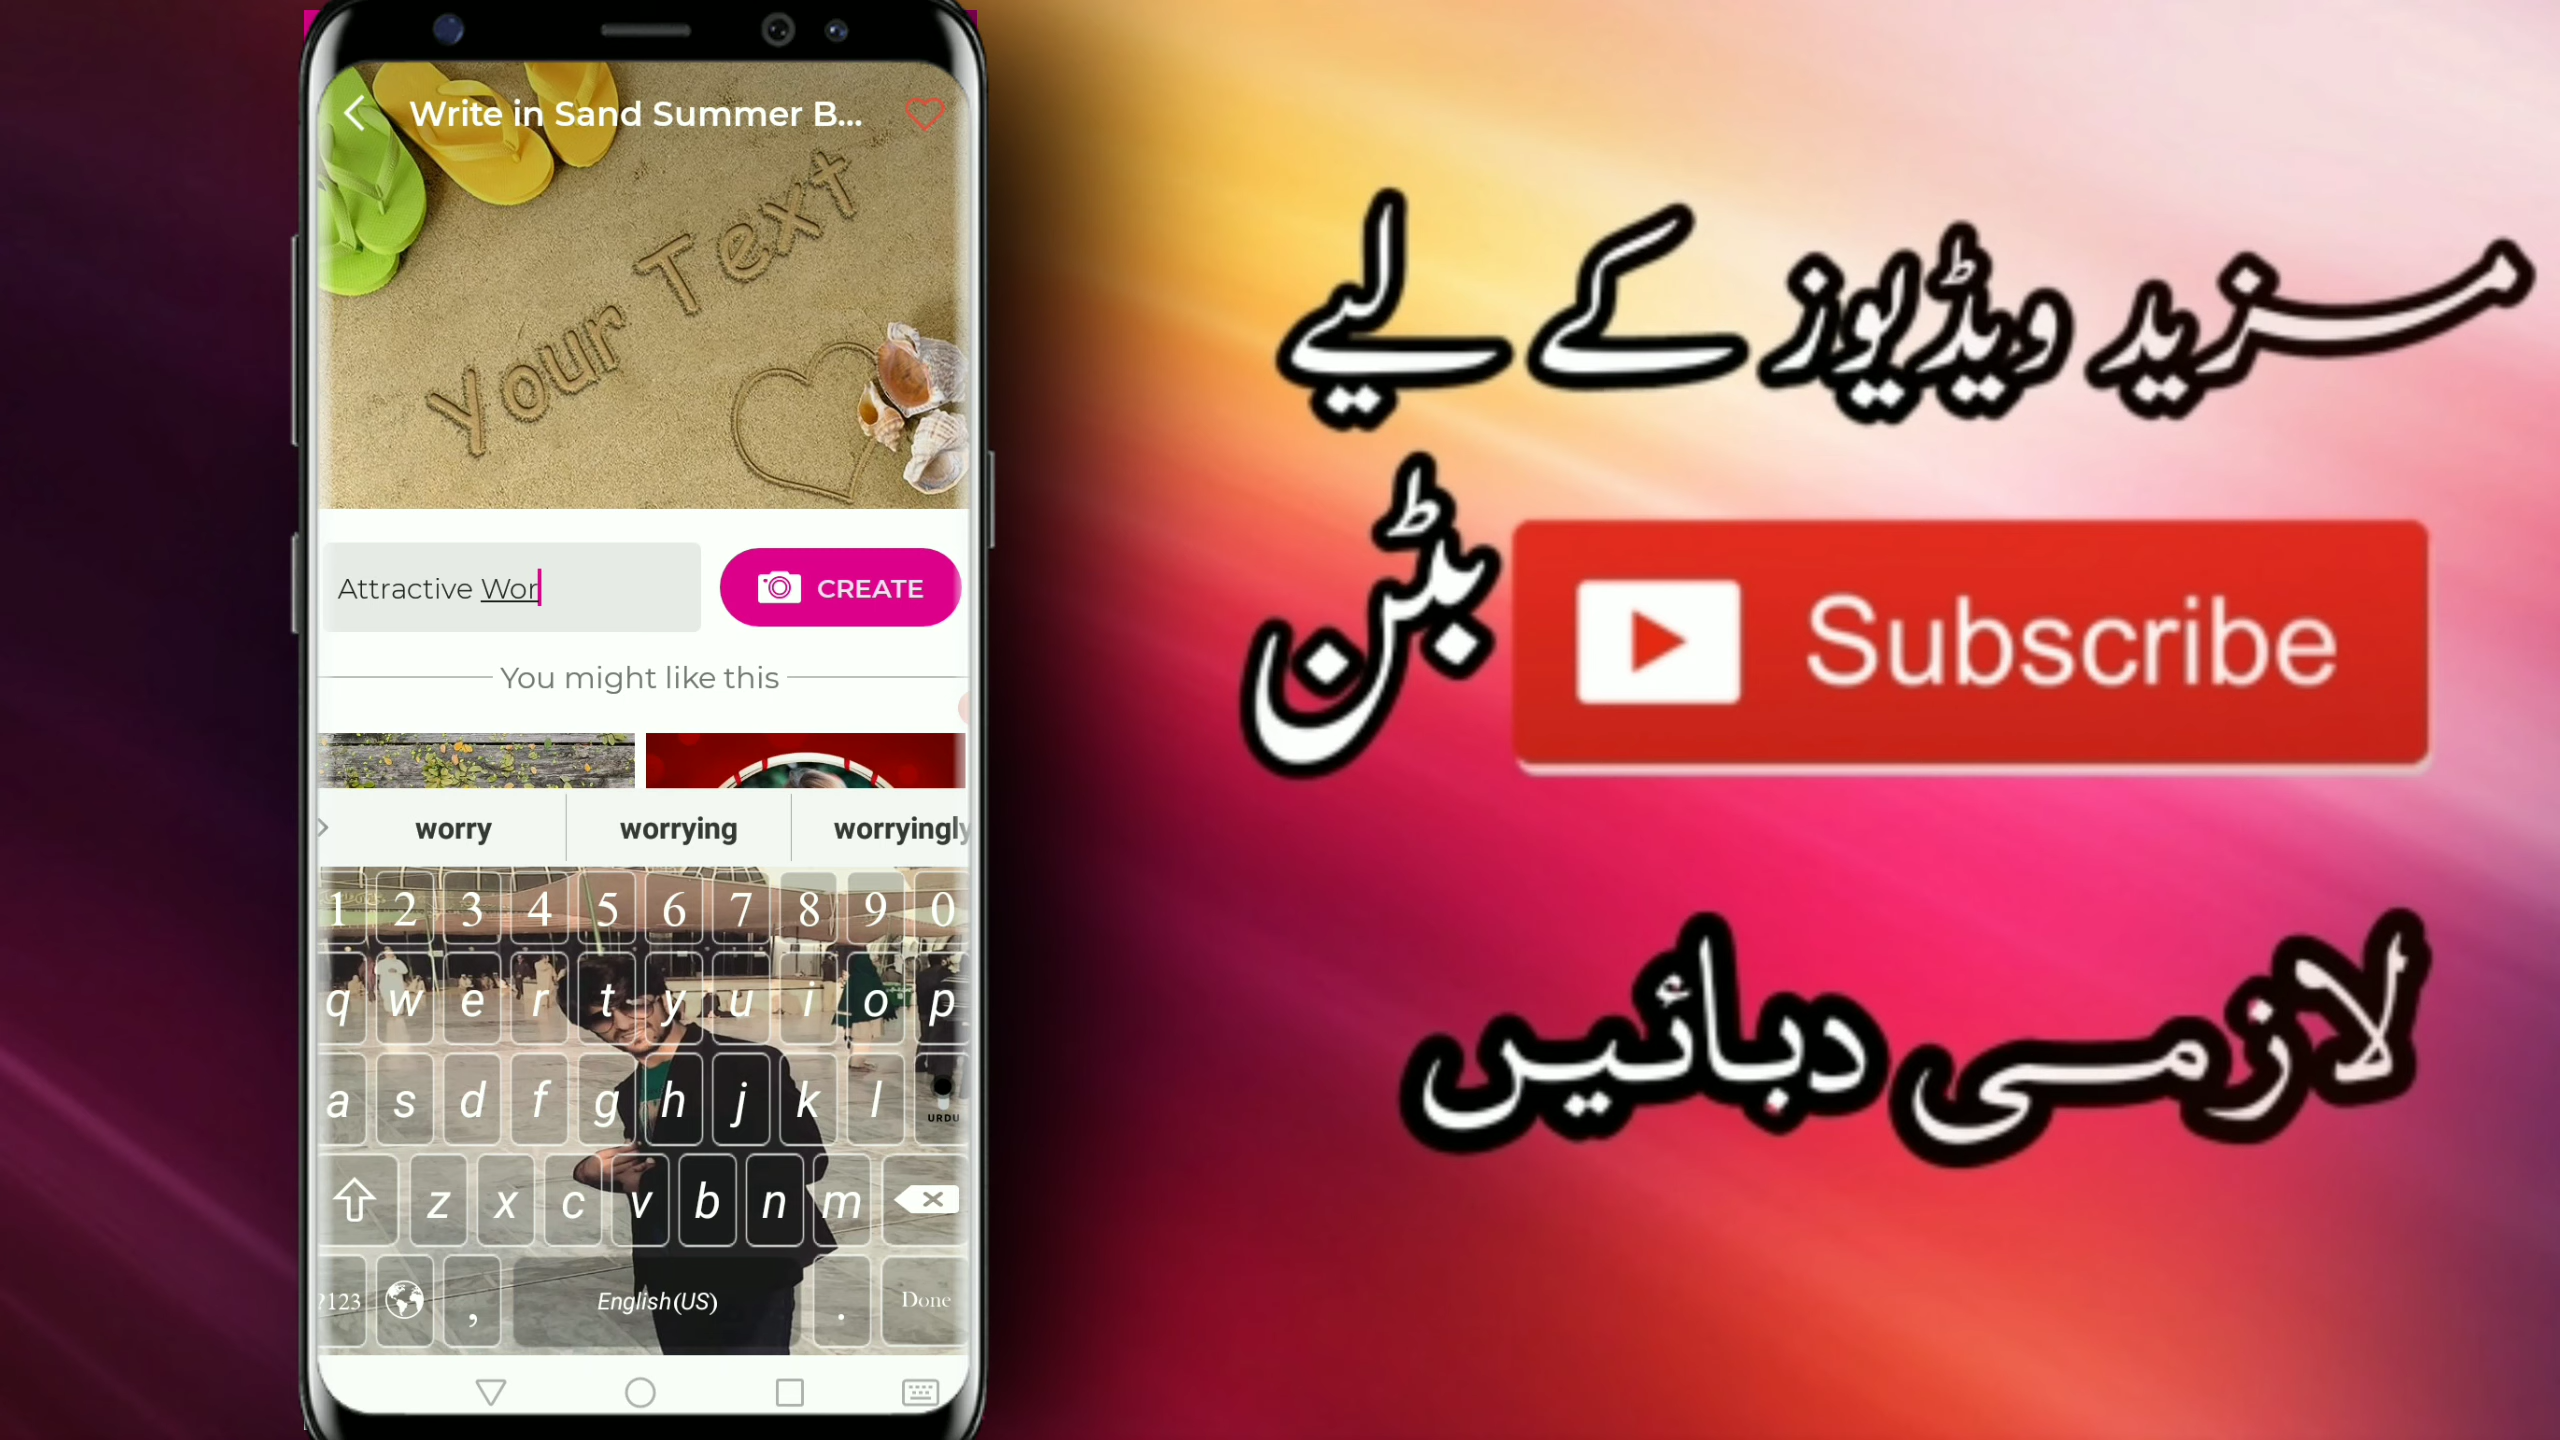 Write in Sand Summer B...
Your Text
Attractive Wor
CREATE
You might like this
worry worrying worryingly
1 2 3 4 5 6 7 8 9 0
q w e r t y u i o p
a s d f g h j k l URDU
z x c v b n m
?123 , English(US) . Done
مزید ویڈیوز کے لیے
Subscribe بٹن
لازمی دبائیں